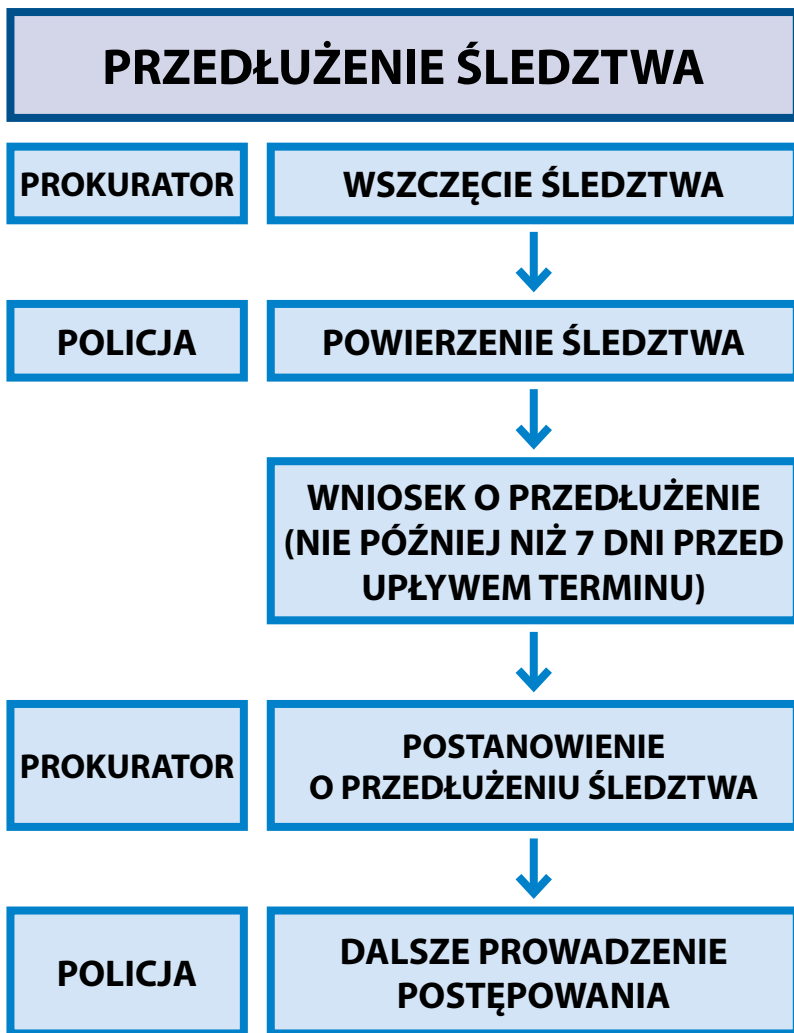 PRZEDŁUŻENIE ŚLEDZTWA
PROKURATOR
WSZCZĘCIE ŚLEDZTWA
POLICJA
POWIERZENIE ŚLEDZTWA
WNIOSEK O PRZEDŁUŻENIE
(NIE PÓŹNIEJ NIŻ 7 DNI PRZED
UPŁYWEM TERMINU)
PROKURATOR
POSTANOWIENIE
O PRZEDŁUŻENIU ŚLEDZTWA
POLICJA
DALSZE PROWADZENIE
POSTĘPOWANIA